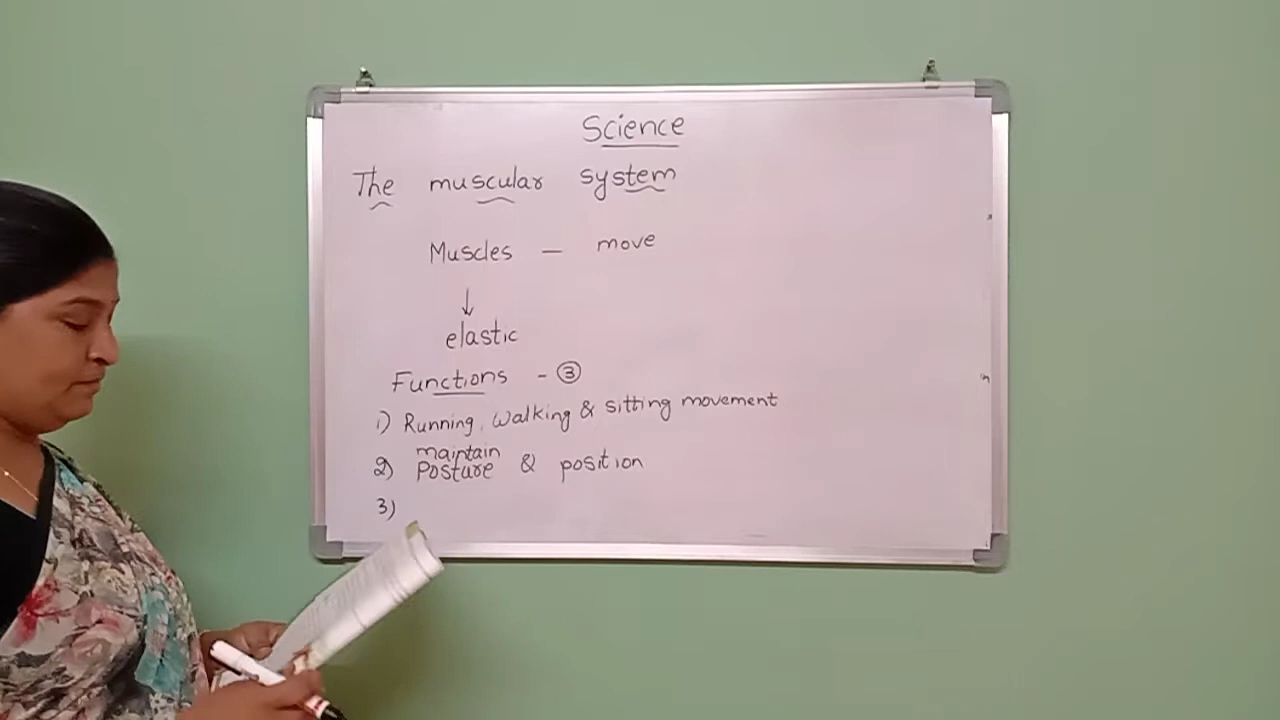 Science
The muscular system
Muscles — move
↓
elastic
Functions - ③
1) Running, walking & sitting movement
maintain
2) Posture & position
3)